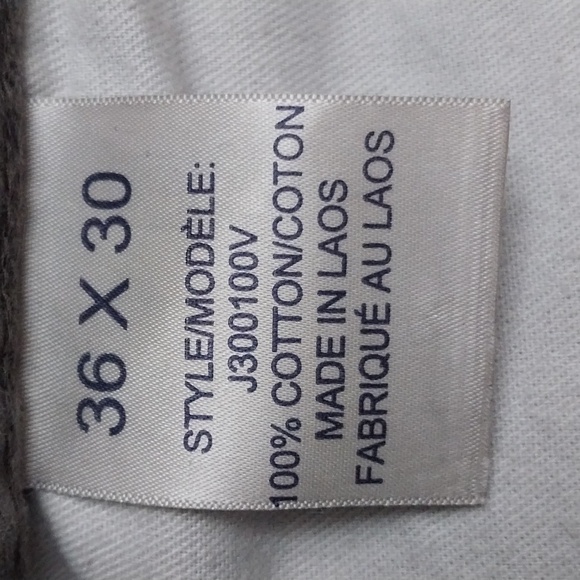 36 X 30
STYLE/MODÈLE:
J300100V
100% COTTON/COTON
MADE IN LAOS
FABRIQUÉ AU LAOS